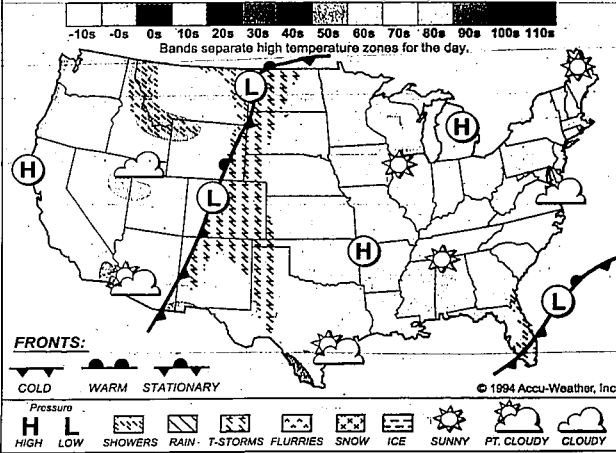 -10s -0s 0s 10s 20s 30s 40s 50s 60s 70s 80s 90s 100s 110s
Bands separate high temperature zones for the day.
L
H
H
L
H
L
FRONTS:
COLD WARM STATIONARY
© 1994 Accu-Weather, Inc
Pressure
H L
HIGH LOW SHOWERS RAIN T-STORMS FLURRIES SNOW ICE SUNNY PT. CLOUDY CLOUDY